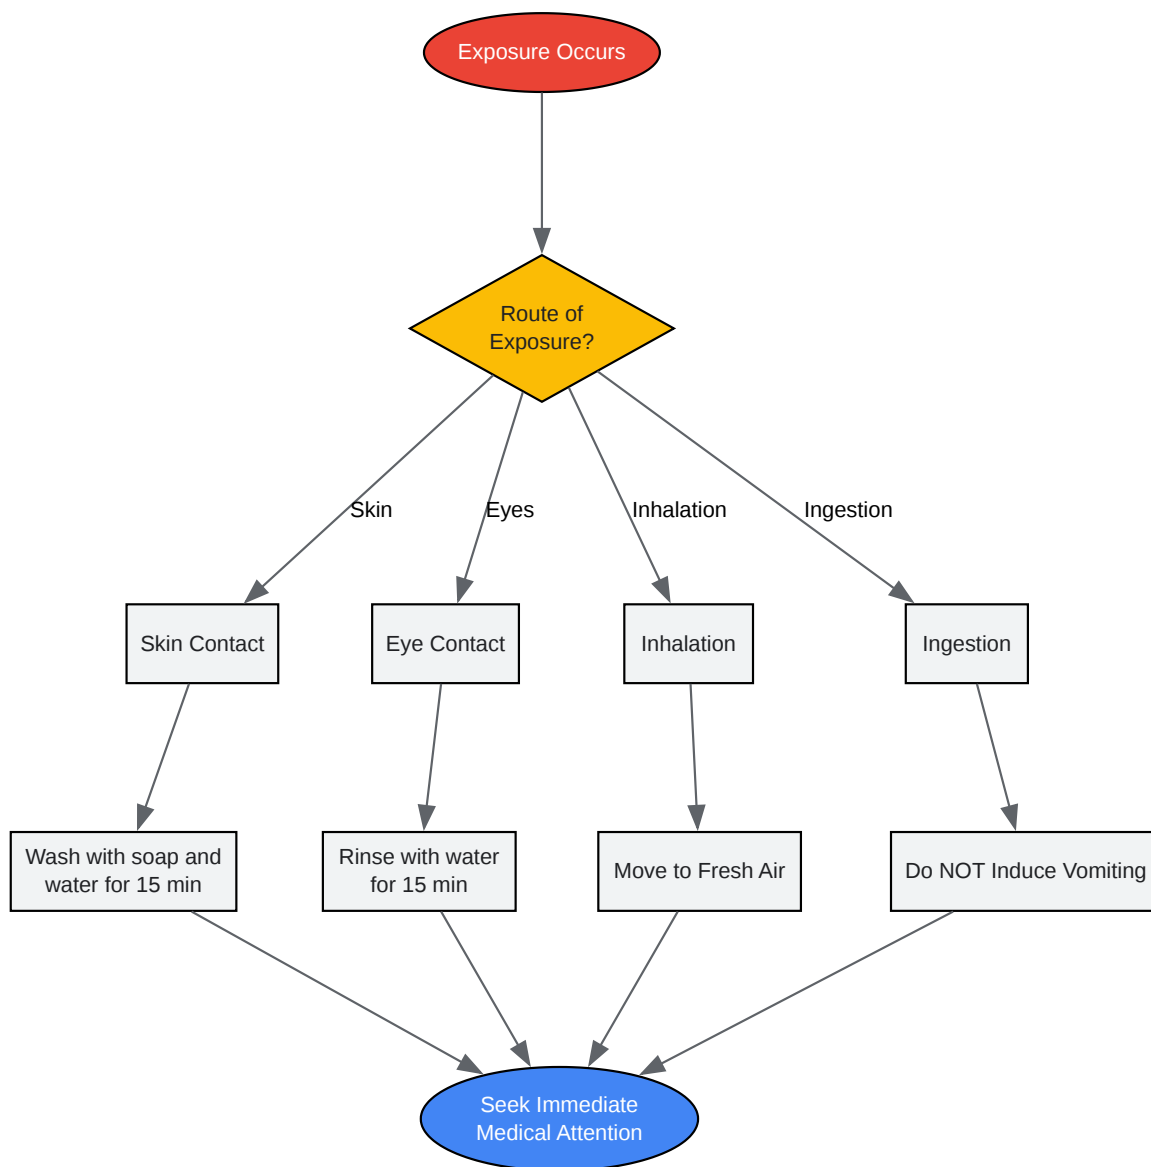 Exposure Occurs
Route of
Exposure?
Skin
Eyes
Inhalation
Ingestion
Skin Contact
Eye Contact
Inhalation
Ingestion
Wash with soap and
water for 15 min
Rinse with water
for 15 min
Move to Fresh Air
Do NOT Induce Vomiting
Seek Immediate
Medical Attention